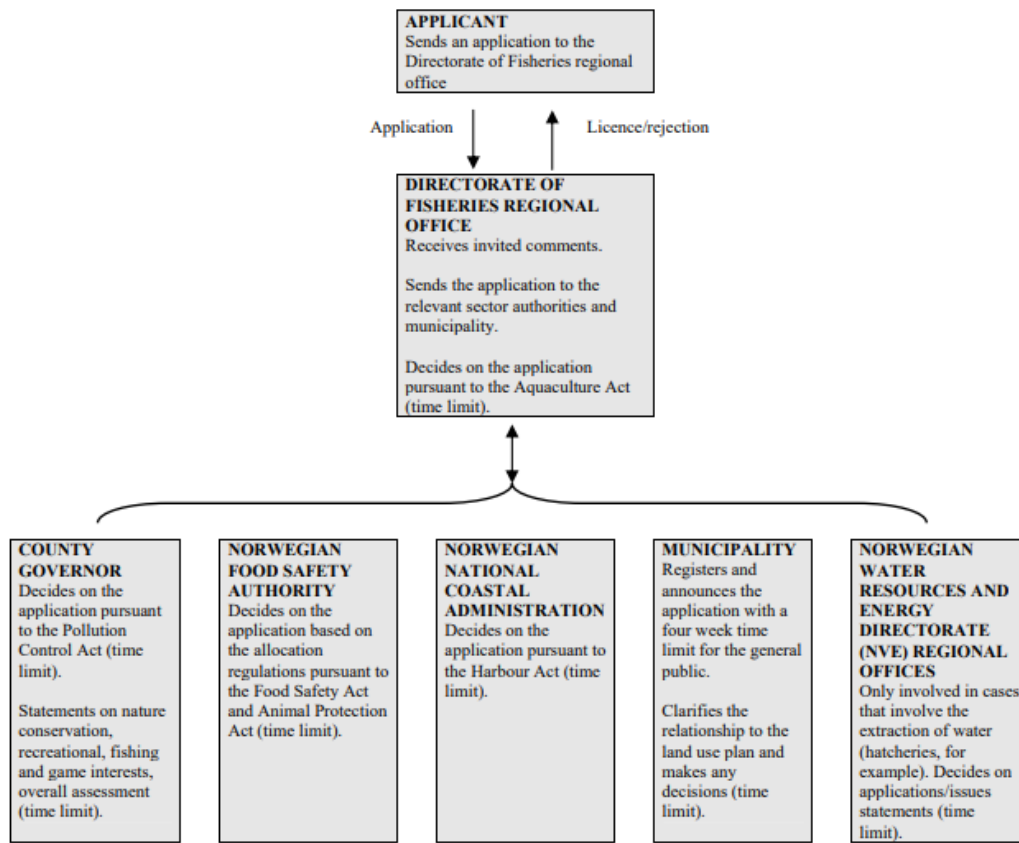 APPLICANT
Sends an application to the
Directorate of Fisheries regional
office
Application
Licence/rejection
DIRECTORATE OF
FISHERIES REGIONAL
OFFICE
Receives invited comments.
Sends the application to the
relevant sector authorities and
municipality.
Decides on the application
pursuant to the Aquaculture Act
(time limit).
COUNTY
GOVERNOR
Decides on the
application pursuant
to the Pollution
Control Act (time
limit).
Statements on nature
conservation,
recreational, fishing
and game interests,
overall assessment
(time limit).
NORWEGIAN
FOOD SAFETY
AUTHORITY
Decides on the
application based on
the allocation
regulations pursuant to
the Food Safety Act
and Animal Protection
Act (time limit).
NORWEGIAN
NATIONAL
COASTAL
ADMINISTRATION
Decides on the
application pursuant to
the Harbour Act (time
limit).
MUNICIPALITY
Registers and
announces the
application with a
four week time
limit for the general
public.
Clarifies the
relationship to the
land use plan and
makes any
decisions (time
limit).
NORWEGIAN
WATER
RESOURCES AND
ENERGY
DIRECTORATE
(NVE) REGIONAL
OFFICES
Only involved in cases
that involve the
extraction of water
(hatcheries, for
example). Decides on
applications/issues
statements (time
limit).